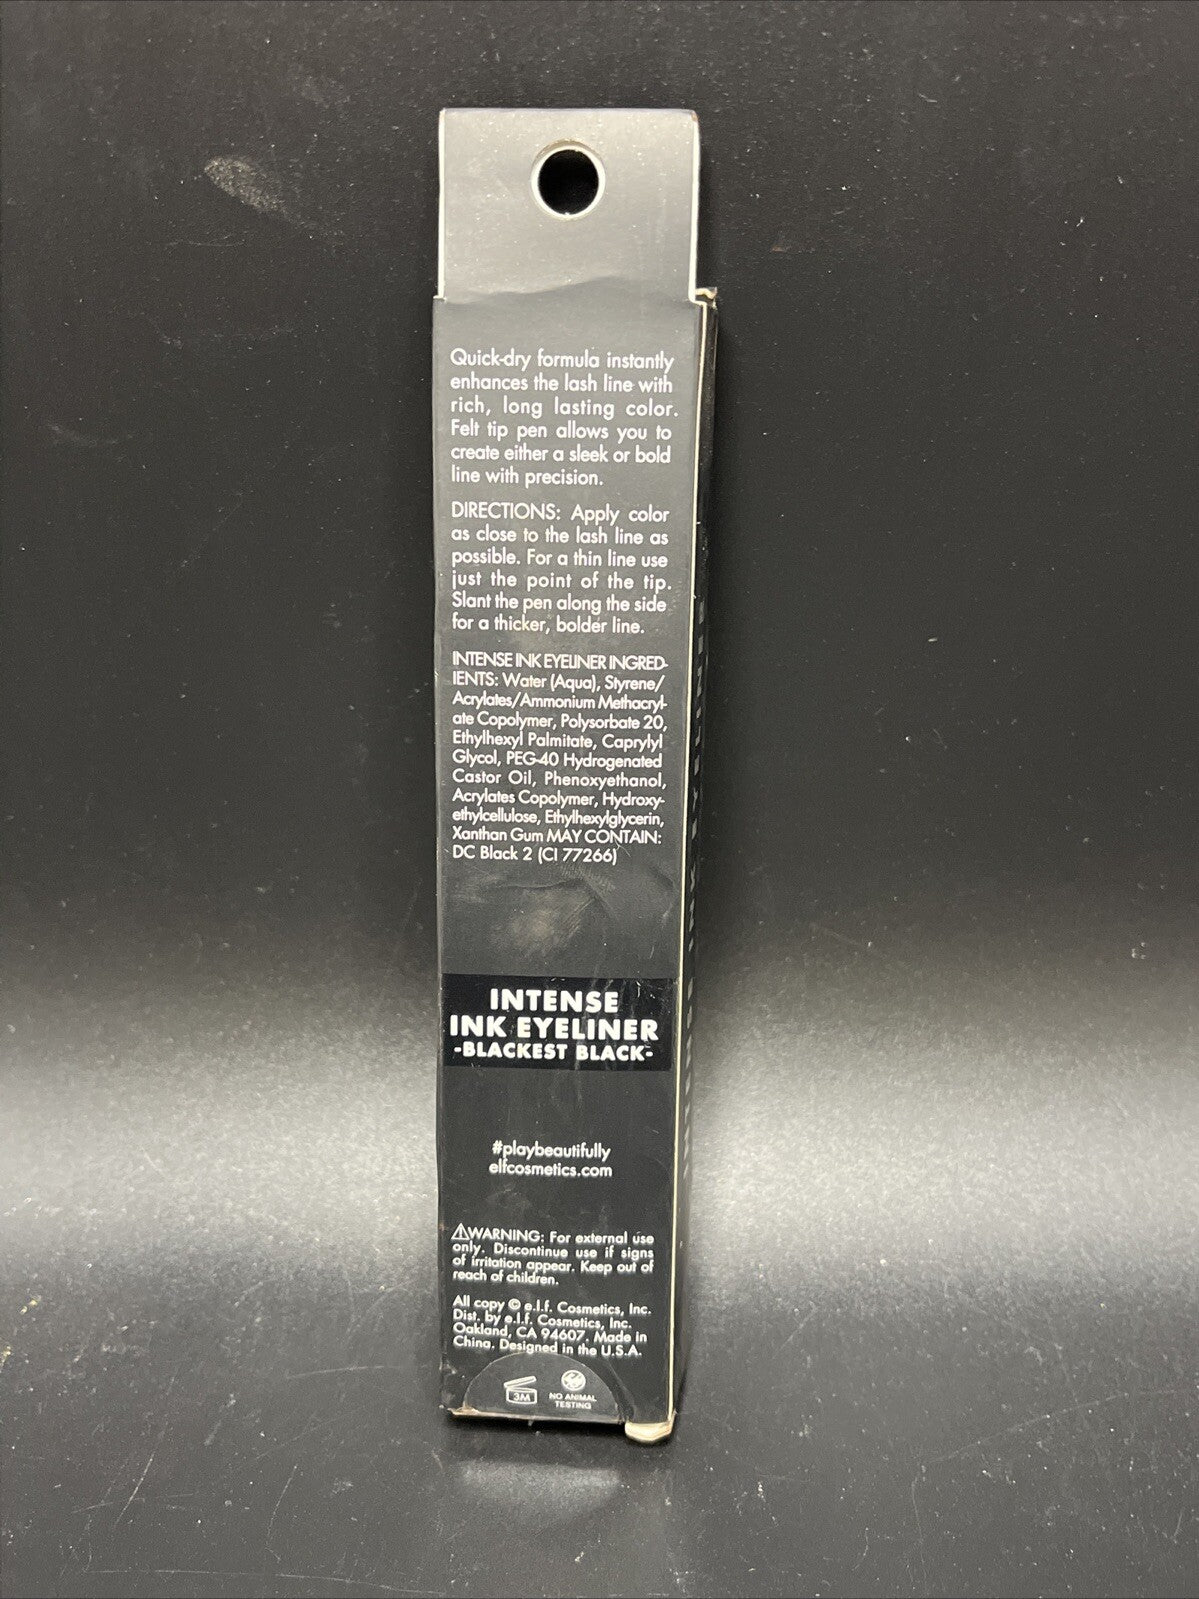 Quick-dry formula instantly
enhances the lash line with
rich, long lasting color.
Felt tip pen allows you to
create either a sleek or bold
line with precision.
DIRECTIONS: Apply color
as close to the lash line as
possible. For a thin line use
just the point of the tip.
Slant the pen along the side
for a thicker, bolder line.
INTENSE INK EYELINER INGRED-
IENTS: Water (Aqua), Styrene/
Acrylates/Ammonium Methacryl-
ate Copolymer, Polysorbate 20,
Ethylhexyl Palmitate, Caprylyl
Glycol, PEG-40 Hydrogenated
Castor Oil, Phenoxyethanol,
Acrylates Copolymer, Hydroxy-
ethylcellulose, Ethylhexylglycerin,
Xanthan Gum MAY CONTAIN:
DC Black 2 (CI 77266)
INTENSE
INK EYELINER
-BLACKEST BLACK-
#playbeautifully
elfcosmetics.com
⚠WARNING: For external use
only. Discontinue use if signs
of irritation appear. Keep out of
reach of children.
All copy © e.l.f. Cosmetics, Inc.
Dist. by e.l.f. Cosmetics, Inc.
Oakland, CA 94607. Made in
China. Designed in the U.S.A.
3M
NO ANIMAL
TESTING